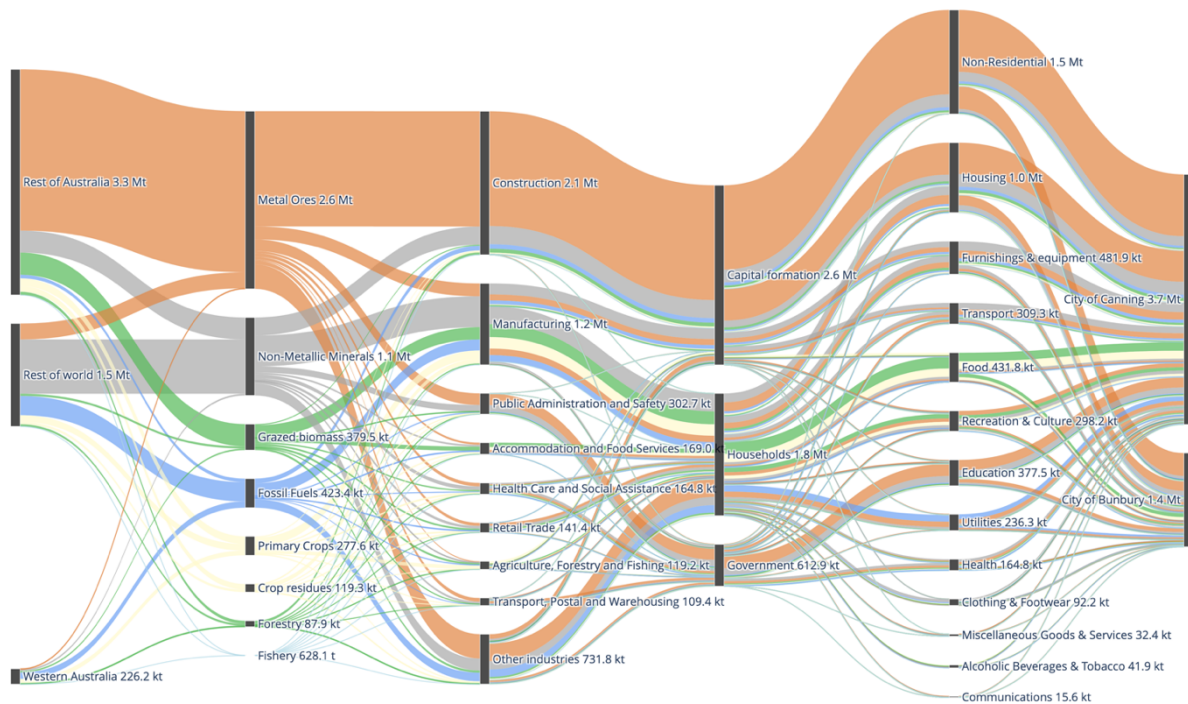 Rest of Australia 3.3 Mt
Rest of world 1.5 Mt
Western Australia 226.2 kt
Metal Ores 2.6 Mt
Non-Metallic Minerals 1.1 Mt
Grazed biomass 379.5 kt
Fossil Fuels 423.4 kt
Primary Crops 277.6 kt
Crop residues 119.3 kt
Forestry 87.9 kt
Fishery 628.1 t
Construction 2.1 Mt
Manufacturing 1.2 Mt
Public Administration and Safety 302.7 kt
Accommodation and Food Services 169.0 kt
Health Care and Social Assistance 164.8 kt
Retail Trade 141.4 kt
Agriculture, Forestry and Fishing 119.2 kt
Transport, Postal and Warehousing 109.4 kt
Other industries 731.8 kt
Capital formation 2.6 Mt
Households 1.8 Mt
Government 612.9 kt
Non-Residential 1.5 Mt
Housing 1.0 Mt
Furnishings & equipment 481.9 kt
Transport 309.3 kt
Food 431.8 kt
Recreation & Culture 298.2 kt
Education 377.5 kt
Utilities 236.3 kt
Health 164.8 kt
Clothing & Footwear 92.2 kt
Miscellaneous Goods & Services 32.4 kt
Alcoholic Beverages & Tobacco 41.9 kt
Communications 15.6 kt
City of Canning 3.7 Mt
City of Bunbury 1.4 Mt